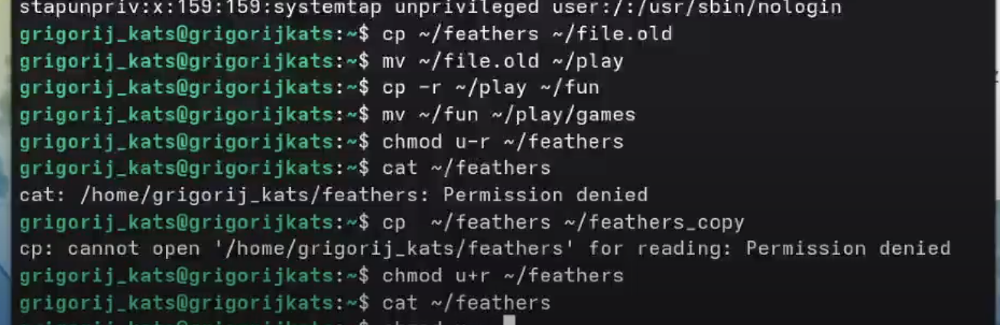 stapunpriv:x:159:159:systemtap unprivileged user:/:/usr/sbin/nologin
grigorij_kats@grigorijkats:~$ cp ~/feathers ~/file.old
grigorij_kats@grigorijkats:~$ mv ~/file.old ~/play
grigorij_kats@grigorijkats:~$ cp -r ~/play ~/fun
grigorij_kats@grigorijkats:~$ mv ~/fun ~/play/games
grigorij_kats@grigorijkats:~$ chmod u-r ~/feathers
grigorij_kats@grigorijkats:~$ cat ~/feathers
cat: /home/grigorij_kats/feathers: Permission denied
grigorij_kats@grigorijkats:~$ cp  ~/feathers ~/feathers_copy
cp: cannot open '/home/grigorij_kats/feathers' for reading: Permission denied
grigorij_kats@grigorijkats:~$ chmod u+r ~/feathers
grigorij_kats@grigorijkats:~$ cat ~/feathers